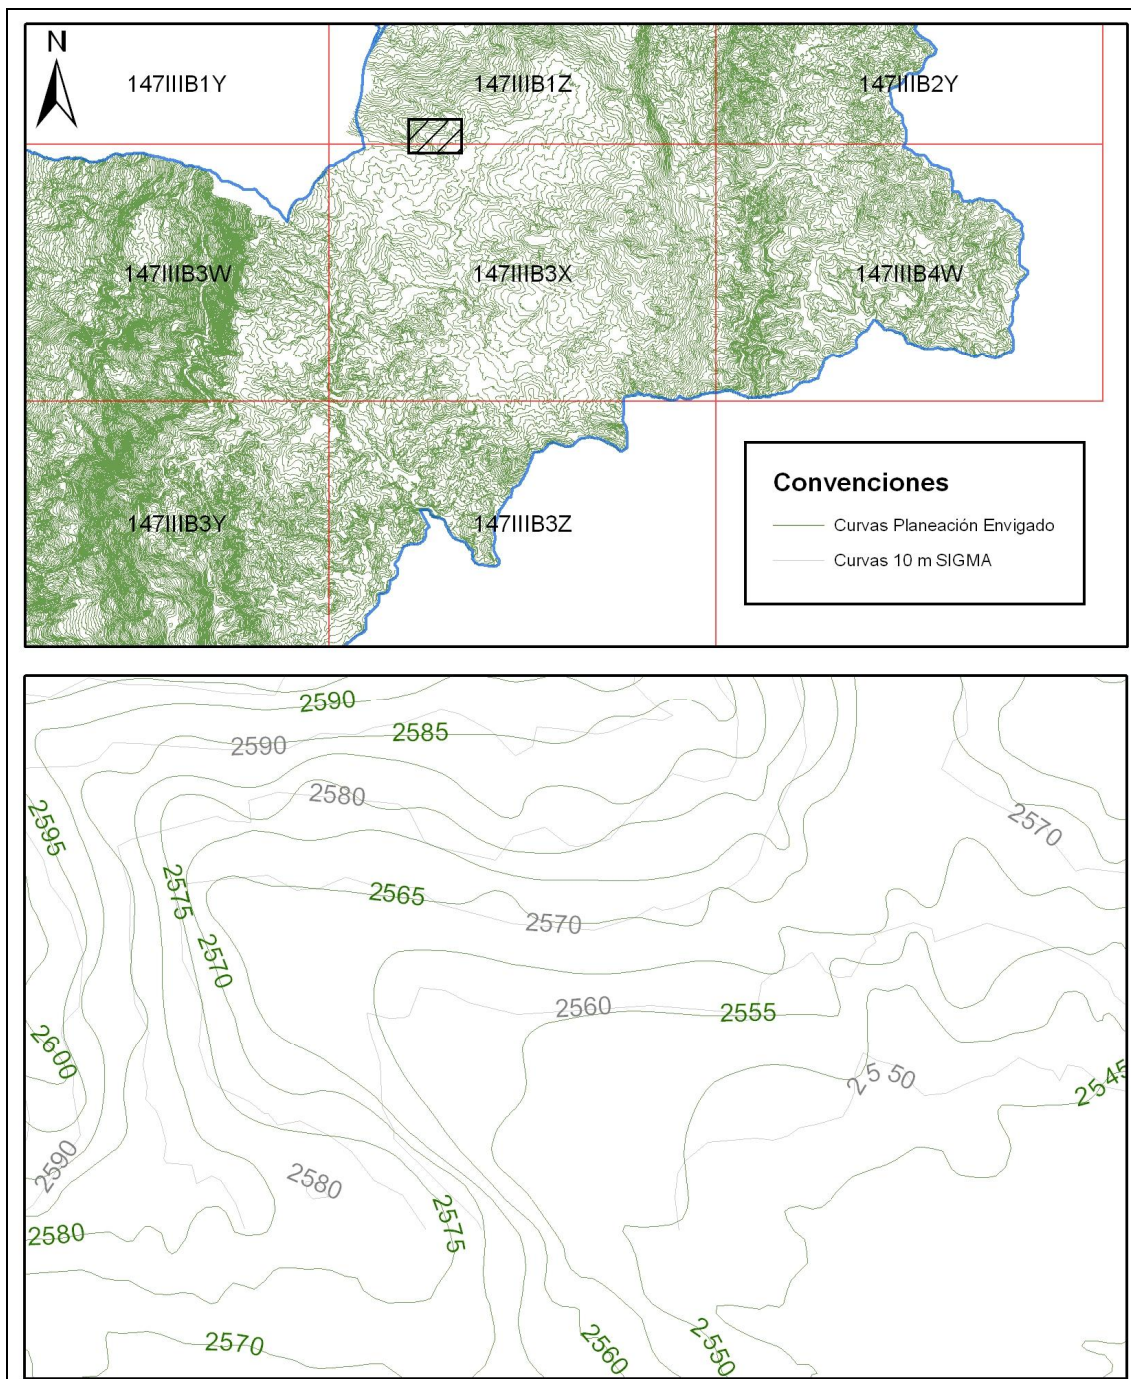 N
147IIIB1Y
147IIIB1Z
147IIIB2Y
147IIIB3W
147IIIB3X
147IIIB4W
147IIIB3Y
147IIIB3Z
Convenciones
Curvas Planeación Envigado
Curvas 10 m SIGMA
2590
2585
2590
2580
2595
2570
2575
2565
2570
2570
2560
2555
2600
2550
2545
2590
2580
2575
2580
2570
2560
2550